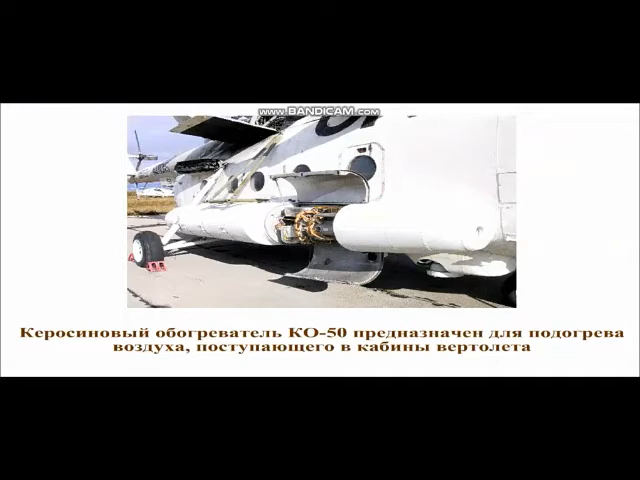 www.BANDICAM.com
Керосиновый обогреватель КО-50 предназначен для подогрева
воздуха, поступающего в кабины вертолета